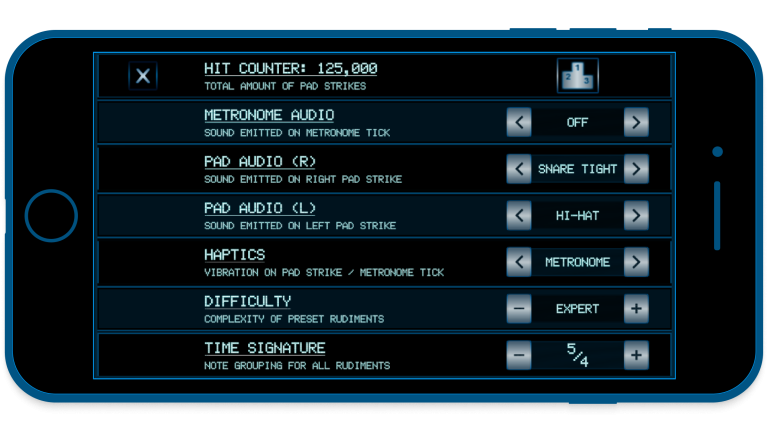 X
HIT COUNTER: 125,000
TOTAL AMOUNT OF PAD STRIKES
1
2
3
METRONOME AUDIO
SOUND EMITTED ON METRONOME TICK
< OFF >
PAD AUDIO (R)
SOUND EMITTED ON RIGHT PAD STRIKE
< SNARE TIGHT >
PAD AUDIO (L)
SOUND EMITTED ON LEFT PAD STRIKE
< HI-HAT >
HAPTICS
VIBRATION ON PAD STRIKE / METRONOME TICK
< METRONOME >
DIFFICULTY
COMPLEXITY OF PRESET RUDIMENTS
− EXPERT +
TIME SIGNATURE
NOTE GROUPING FOR ALL RUDIMENTS
− 5/4 +